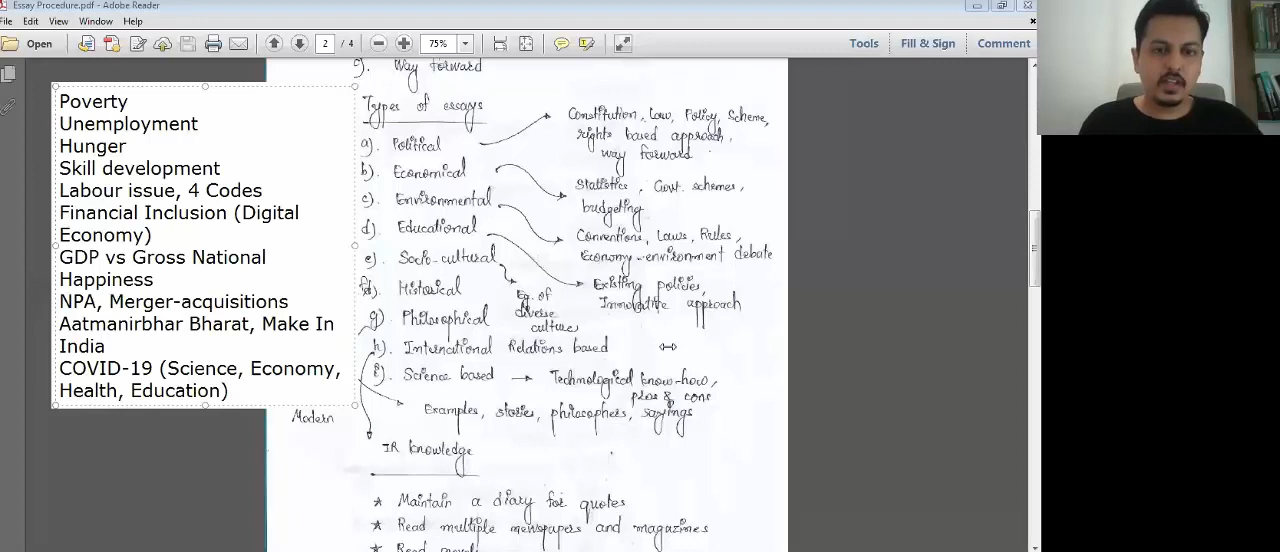 Essay Procedure.pdf - Adobe Reader
File Edit View Window Help
Open 2 / 4 75% Tools Fill & Sign Comment
Poverty
Unemployment
Hunger
Skill development
Labour issue, 4 Codes
Financial Inclusion (Digital
Economy)
GDP vs Gross National
Happiness
NPA, Merger-acquisitions
Aatmanirbhar Bharat, Make In
India
COVID-19 (Science, Economy,
Health, Education)
Way forward
Types of essays
a). Political
Constitution, Law, Policy, Scheme,
rights based approach,
way forward
b). Economical
Statistics, Govt. schemes,
budgeting
c). Environmental
Conventions, Laws, Rules,
Economy-environment debate
d). Educational
Existing policies,
Innovative approach
e). Socio-cultural
Eg. of
diverse
culture
Historical
g). Philosophical
h). International Relations based
i). Science based → Technological know-how,
pros & cons
Examples, stories, philosophers, sayings
Modern
IR knowledge
* Maintain a diary for quotes
* Read multiple newspapers and magazines
* Read